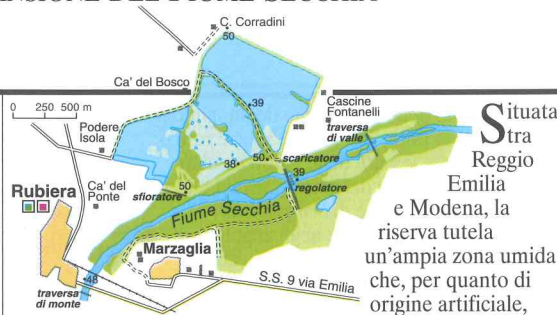 C. Corradini
50
Ca' del Bosco
39
0 250 500 m
Cascine
Fontanelli
traversa
di valle
Podere
Isola
38
50
scaricatore
39
regolatore
Rubiera
Ca' del
Ponte
50
sfioratore
Fiume Secchia
Marzaglia
48
traversa
di monte
S.S. 9 via Emilia
Situata
tra
Reggio
Emilia
e Modena, la
riserva tutela
un'ampia zona umida
che, per quanto di
origine artificiale,